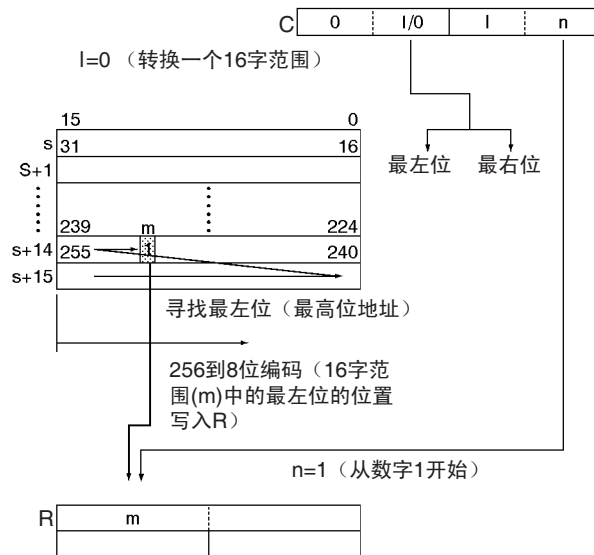 C 0 I/0 I n
I=0 （转换一个16字范围）
15 0
s 31 16
S+1
最左位 最右位
239 m 224
s+14 255 1 240
s+15
寻找最左位（最高位地址）
256到8位编码（16字范
围(m)中的最左位的位置
写入R）
n=1（从数字1开始）
R m